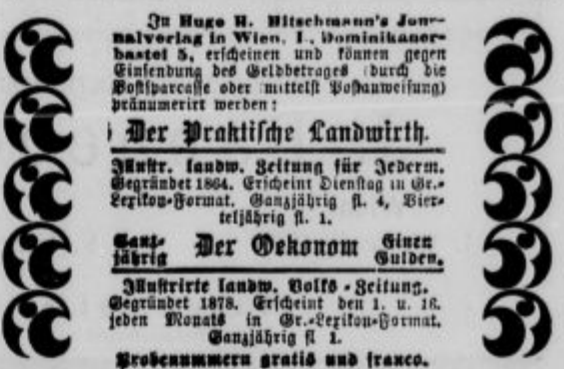 In Hugo H. Hitschmann's Jour-
nalverlag in Wien, I., Dominikaner-
bastei 5, erscheinen und können gegen
Einsendung des Geldbetrages (durch die
Postsparcasse oder mittelst Postanweisung)
pränumerirt werden:
Der Praktische Landwirth.
Illustr. landw. Zeitung für Jederm.
Gegründet 1864. Erscheint Dienstag in Gr.-
Lexikon-Format. Ganzjährig fl. 4, Vier-
teljährig fl. 1.
Ganz- jährig Der Oekonom Einen Gulden.
Illustrirte landw. Volks-Zeitung.
Gegründet 1878. Erscheint den 1. u. 16.
jeden Monats in Gr.-Lexikon-Format.
Ganzjährig fl 1.
Probenummern gratis und franco.